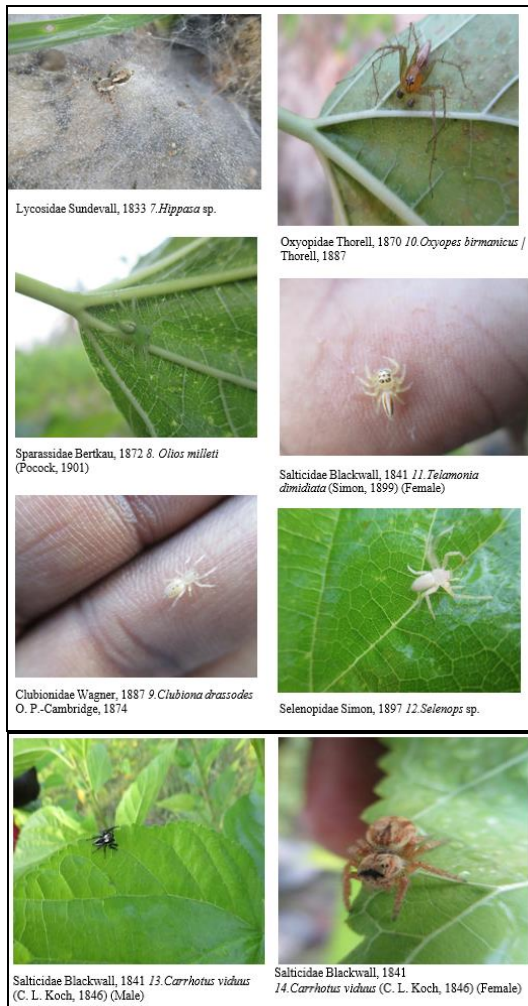 Lycosidae Sundevall, 1833 7.Hippasa sp.
Oxyopidae Thorell, 1870 10.Oxyopes birmanicus /
Thorell, 1887
Sparassidae Bertkau, 1872 8. Olios milleti
(Pocock, 1901)
Salticidae Blackwall, 1841 11.Telamonia
dimidiata (Simon, 1899) (Female)
Clubionidae Wagner, 1887 9.Clubiona drassodes
O. P.-Cambridge, 1874
Selenopidae Simon, 1897 12.Selenops sp.
Salticidae Blackwall, 1841 13.Carrhotus viduus
(C. L. Koch, 1846) (Male)
Salticidae Blackwall, 1841
14.Carrhotus viduus (C. L. Koch, 1846) (Female)